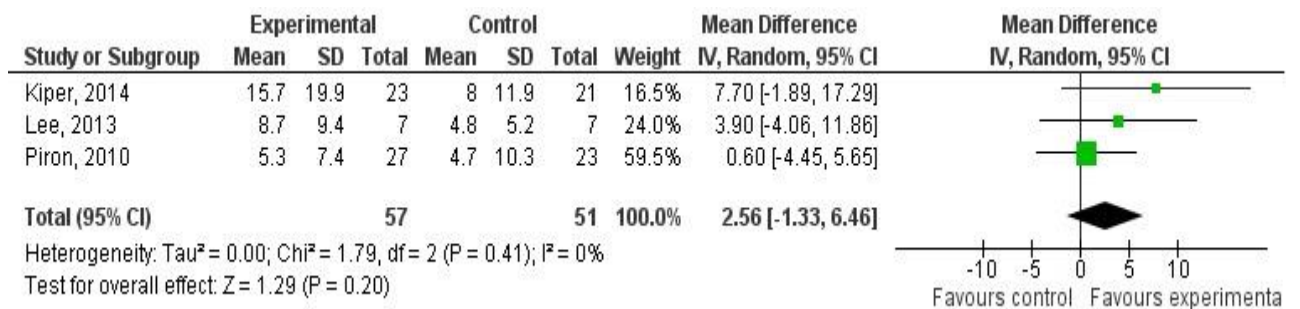 Experimental Control Mean Difference Mean Difference
Study or Subgroup Mean SD Total Mean SD Total Weight IV, Random, 95% CI IV, Random, 95% CI
Kiper, 2014 15.7 19.9 23 8 11.9 21 16.5% 7.70 [-1.89, 17.29]
Lee, 2013 8.7 9.4 7 4.8 5.2 7 24.0% 3.90 [-4.06, 11.86]
Piron, 2010 5.3 7.4 27 4.7 10.3 23 59.5% 0.60 [-4.45, 5.65]
Total (95% CI) 57 51 100.0% 2.56 [-1.33, 6.46]
Heterogeneity: Tau² = 0.00; Chi² = 1.79, df = 2 (P = 0.41); I² = 0%
Test for overall effect: Z = 1.29 (P = 0.20)
-10 -5 0 5 10
Favours control Favours experimenta